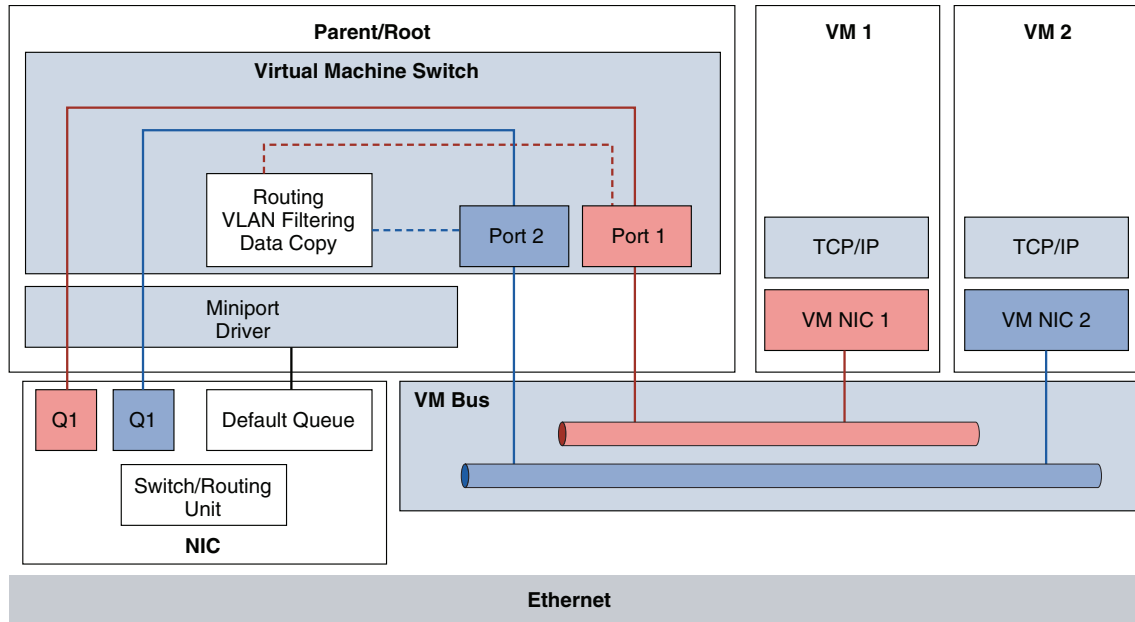 Parent/Root
Virtual Machine Switch
Routing
VLAN Filtering
Data Copy
Port 2
Port 1
Miniport
Driver
VM 1
TCP/IP
VM NIC 1
VM 2
TCP/IP
VM NIC 2
Q1
Q1
Default Queue
Switch/Routing
Unit
NIC
VM Bus
Ethernet